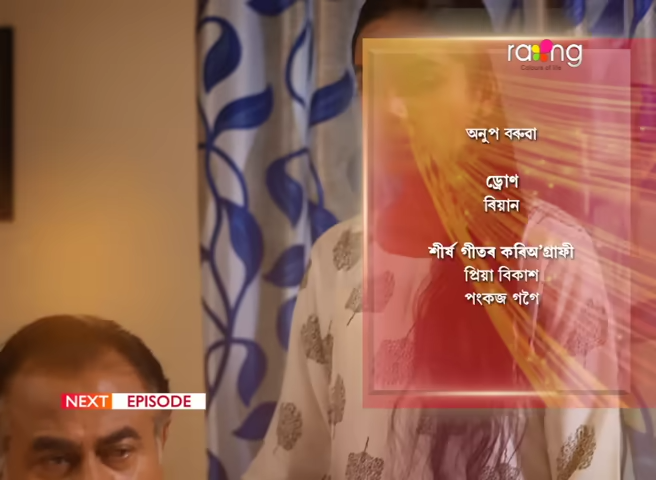 rang
Colours of life
অনুপ বৰুৱা
ড্ৰোণ
ৰিয়ান
শীৰ্ষ গীতৰ কৰিঅ'গ্ৰাফী
প্ৰিয়া বিকাশ
পংকজ গগৈ
NEXT EPISODE